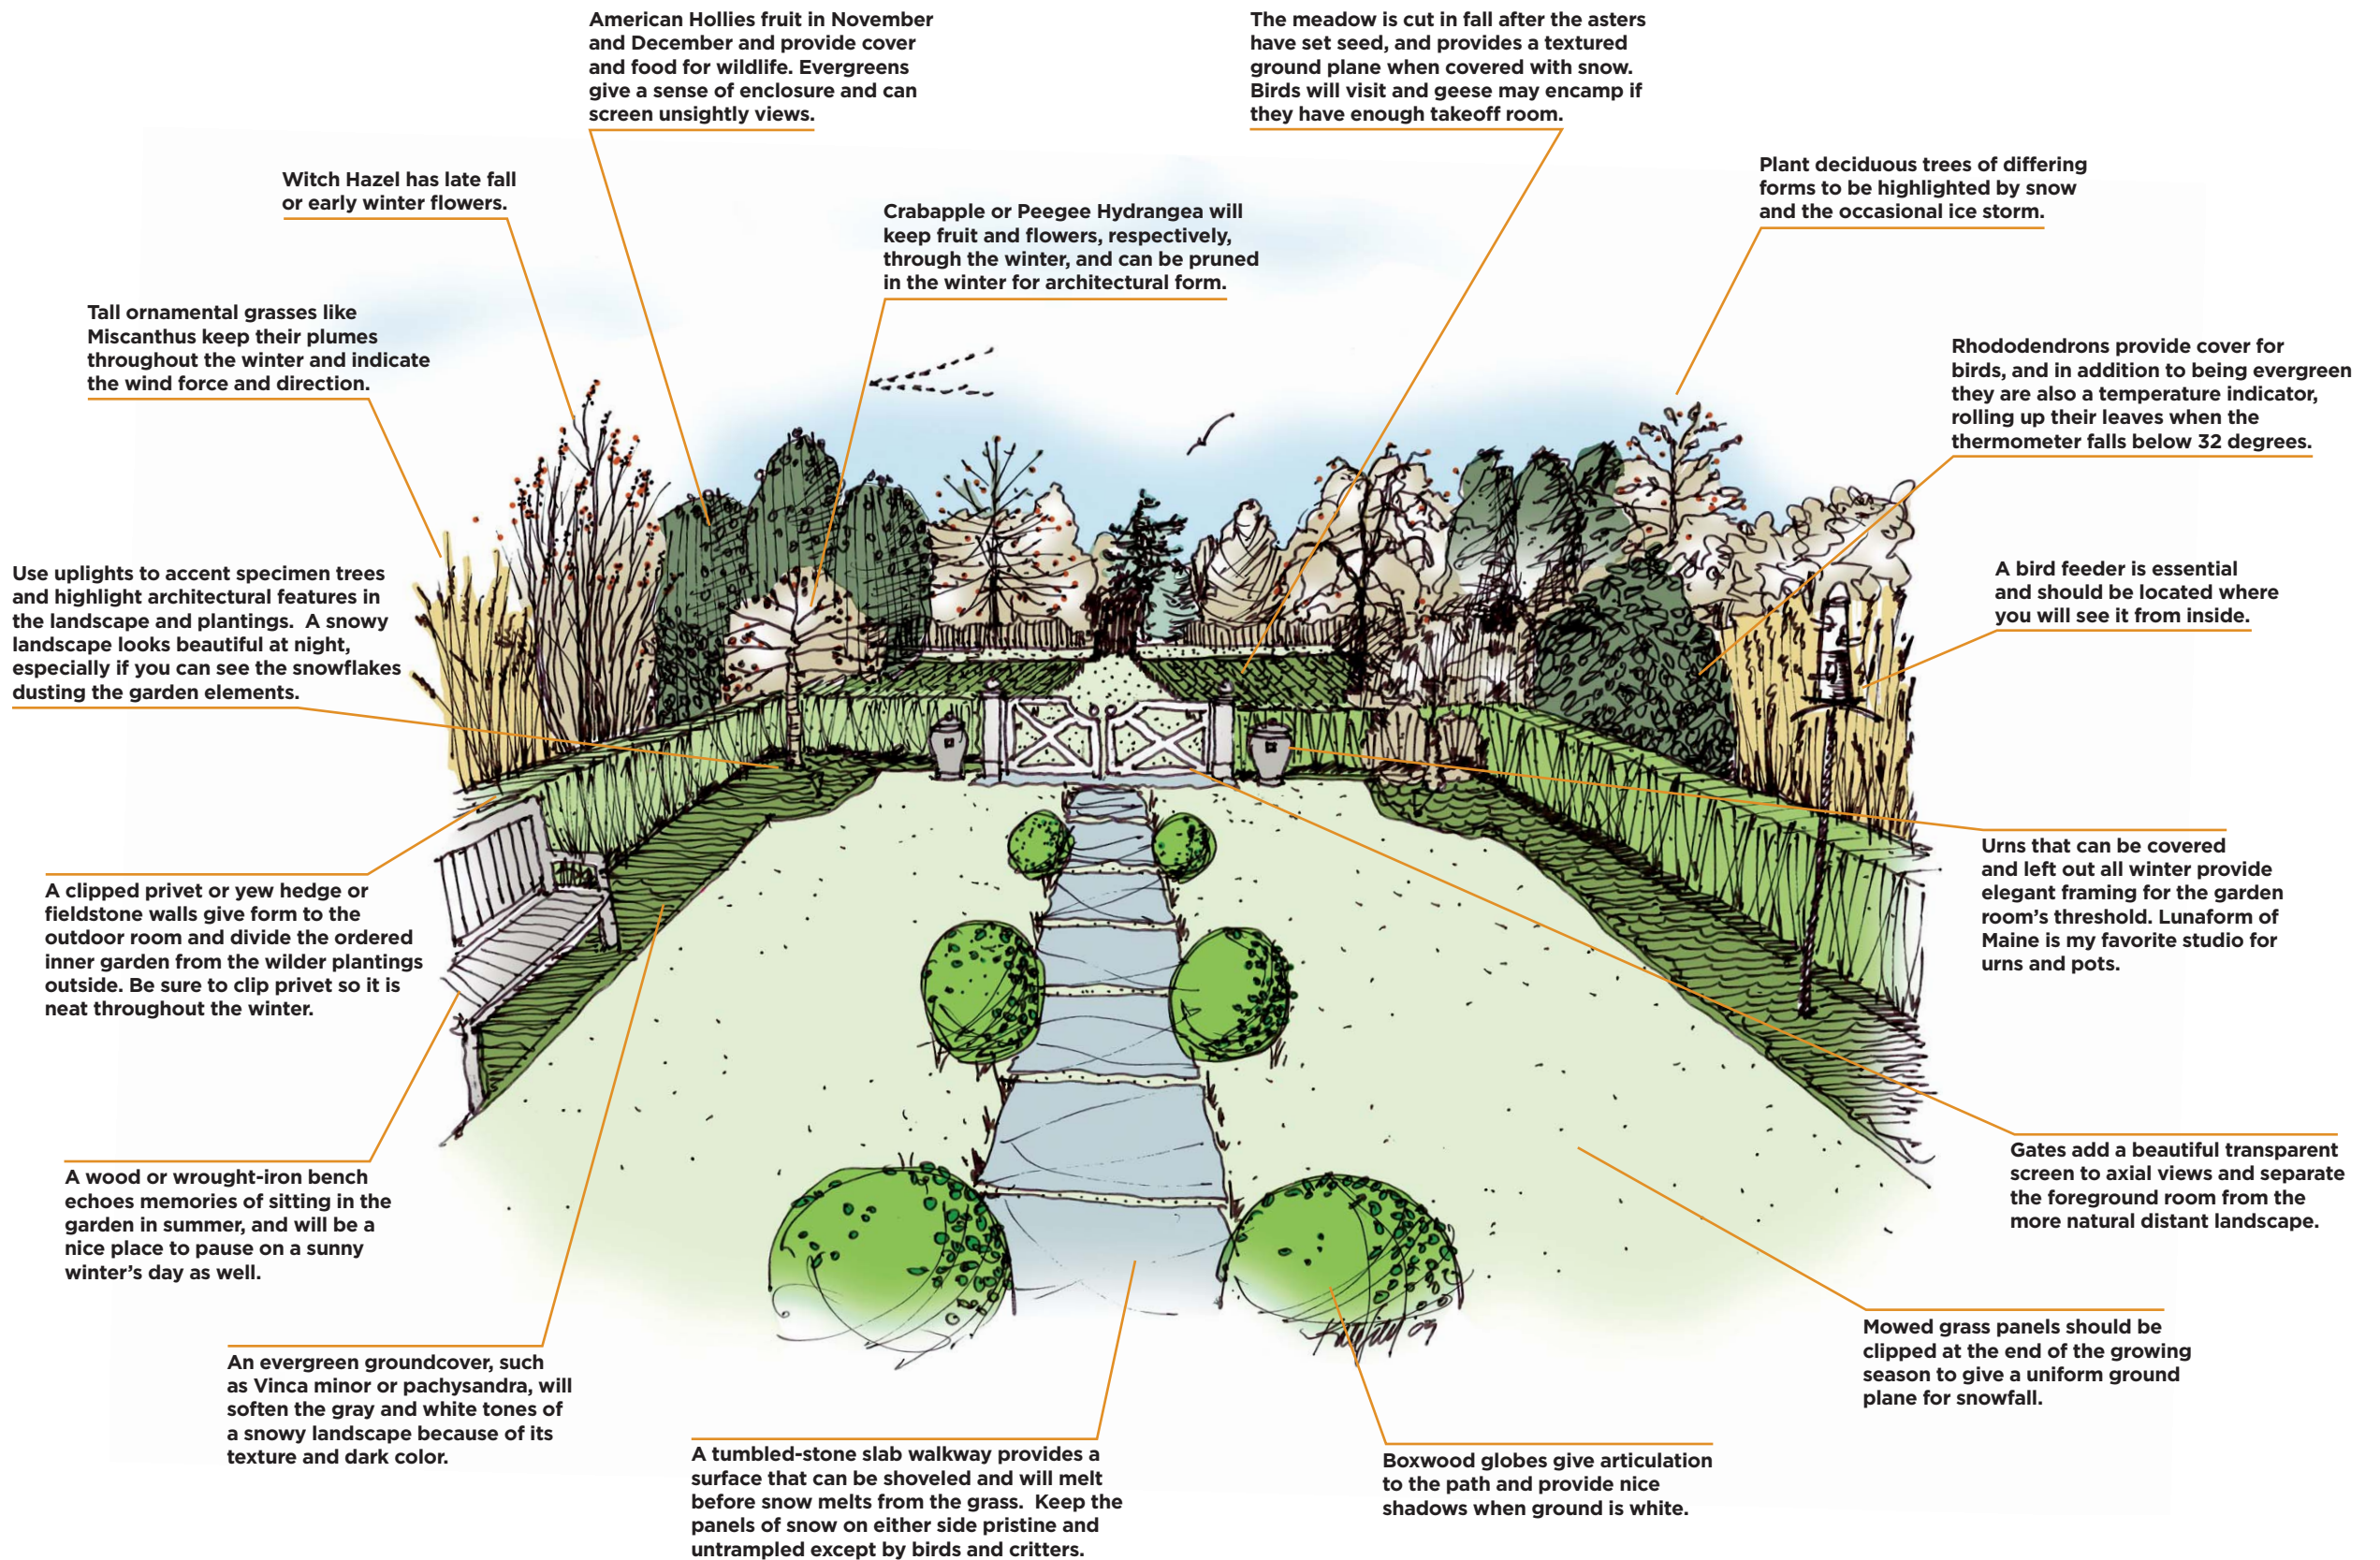 American Hollies fruit in November
and December and provide cover
and food for wildlife. Evergreens
give a sense of enclosure and can
screen unsightly views.
The meadow is cut in fall after the asters
have set seed, and provides a textured
ground plane when covered with snow.
Birds will visit and geese may encamp if
they have enough takeoff room.
Witch Hazel has late fall
or early winter flowers.
Crabapple or Peegee Hydrangea will
keep fruit and flowers, respectively,
through the winter, and can be pruned
in the winter for architectural form.
Plant deciduous trees of differing
forms to be highlighted by snow
and the occasional ice storm.
Tall ornamental grasses like
Miscanthus keep their plumes
throughout the winter and indicate
the wind force and direction.
Rhododendrons provide cover for
birds, and in addition to being evergreen
they are also a temperature indicator,
rolling up their leaves when the
thermometer falls below 32 degrees.
Use uplights to accent specimen trees
and highlight architectural features in
the landscape and plantings.  A snowy
landscape looks beautiful at night,
especially if you can see the snowflakes
dusting the garden elements.
A bird feeder is essential
and should be located where
you will see it from inside.
A clipped privet or yew hedge or
fieldstone walls give form to the
outdoor room and divide the ordered
inner garden from the wilder plantings
outside. Be sure to clip privet so it is
neat throughout the winter.
Urns that can be covered
and left out all winter provide
elegant framing for the garden
room's threshold. Lunaform of
Maine is my favorite studio for
urns and pots.
A wood or wrought-iron bench
echoes memories of sitting in the
garden in summer, and will be a
nice place to pause on a sunny
winter's day as well.
Gates add a beautiful transparent
screen to axial views and separate
the foreground room from the
more natural distant landscape.
An evergreen groundcover, such
as Vinca minor or pachysandra, will
soften the gray and white tones of
a snowy landscape because of its
texture and dark color.
Mowed grass panels should be
clipped at the end of the growing
season to give a uniform ground
plane for snowfall.
A tumbled-stone slab walkway provides a
surface that can be shoveled and will melt
before snow melts from the grass.  Keep the
panels of snow on either side pristine and
untrampled except by birds and critters.
Boxwood globes give articulation
to the path and provide nice
shadows when ground is white.